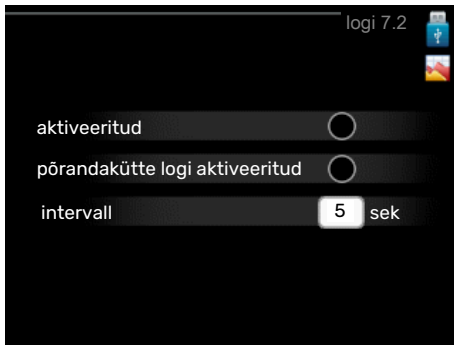 logi 7.2
aktiveeritud
põrandakütte logi aktiveeritud
intervall 5 sek